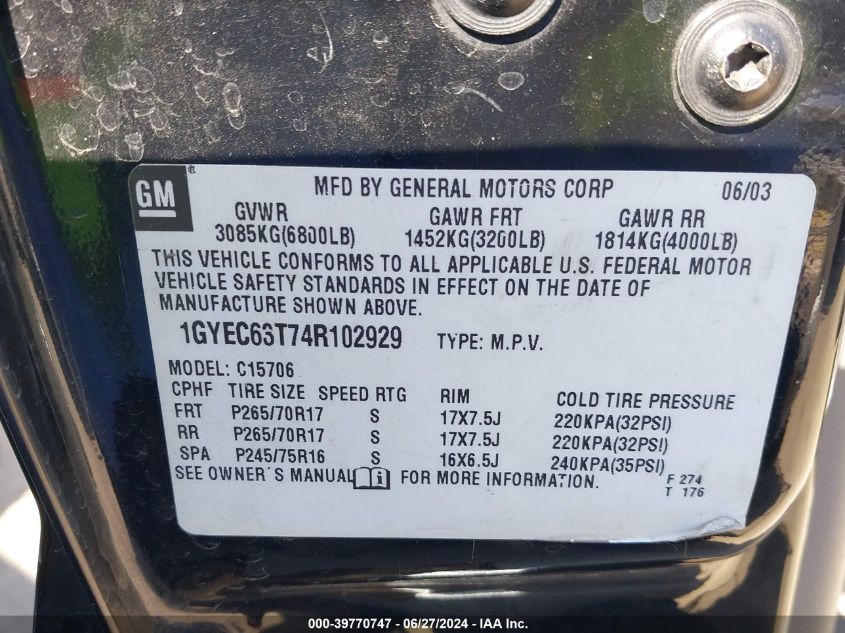 GM
®
MFD BY GENERAL MOTORS CORP 06/03
GVWR GAWR FRT GAWR RR
3085KG(6800LB) 1452KG(3200LB) 1814KG(4000LB)
THIS VEHICLE CONFORMS TO ALL APPLICABLE U.S. FEDERAL MOTOR
VEHICLE SAFETY STANDARDS IN EFFECT ON THE DATE OF
MANUFACTURE SHOWN ABOVE.
1GYEC63T74R102929 TYPE: M.P.V.
MODEL: C15706
CPHF TIRE SIZE SPEED RTG RIM COLD TIRE PRESSURE
FRT P265/70R17 S 17X7.5J 220KPA(32PSI)
RR P265/70R17 S 17X7.5J 220KPA(32PSI)
SPA P245/75R16 S 16X6.5J 240KPA(35PSI)
SEE OWNER'S MANUAL i FOR MORE INFORMATION.
F 274
T 176
000-39770747 - 06/27/2024 - IAA Inc.